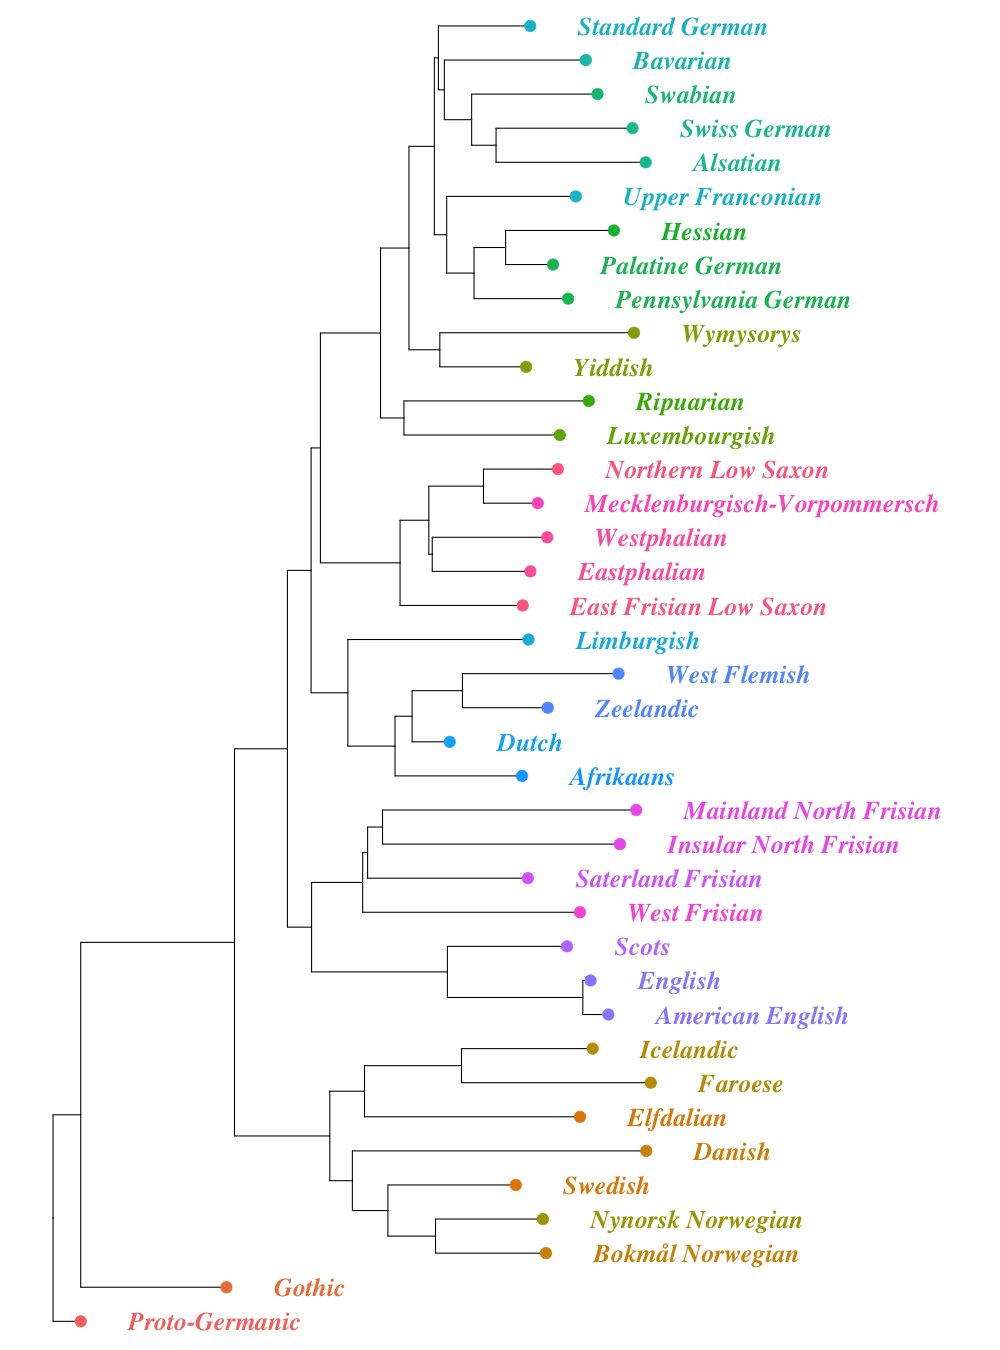 Standard German
Bavarian
Swabian
Swiss German
Alsatian
Upper Franconian
Hessian
Palatine German
Pennsylvania German
Wymysorys
Yiddish
Ripuarian
Luxembourgish
Northern Low Saxon
Mecklenburgisch-Vorpommersch
Westphalian
Eastphalian
East Frisian Low Saxon
Limburgish
West Flemish
Zeelandic
Dutch
Afrikaans
Mainland North Frisian
Insular North Frisian
Saterland Frisian
West Frisian
Scots
English
American English
Icelandic
Faroese
Elfdalian
Danish
Swedish
Nynorsk Norwegian
Bokmål Norwegian
Gothic
Proto-Germanic